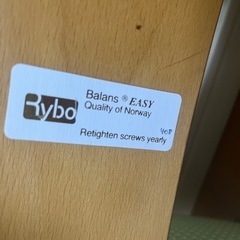 Rybo
Balans ® EASY
Quality of Norway
Retighten screws yearly